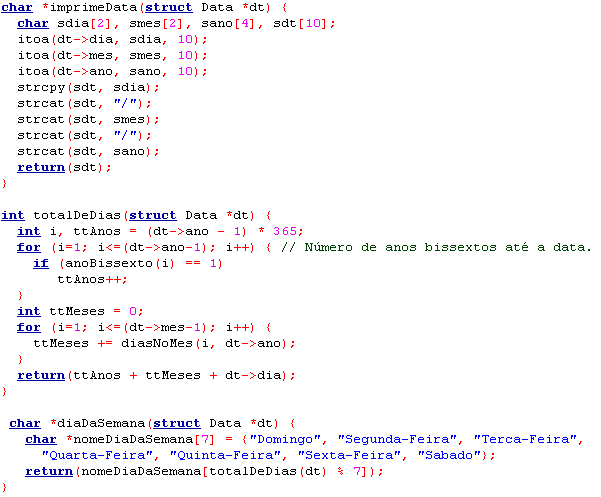 char *imprimeData(struct Data *dt) {
  char sdia[2], smes[2], sano[4], sdt[10];
  itoa(dt->dia, sdia, 10);
  itoa(dt->mes, smes, 10);
  itoa(dt->ano, sano, 10);
  strcpy(sdt, sdia);
  strcat(sdt, "/");
  strcat(sdt, smes);
  strcat(sdt, "/");
  strcat(sdt, sano);
  return(sdt);
}

int totalDeDias(struct Data *dt) {
  int i, ttAnos = (dt->ano - 1) * 365;
  for (i=1; i<=(dt->ano-1); i++) { // Número de anos bissextos até a data.
    if (anoBissexto(i) == 1)
       ttAnos++;
  }
  int ttMeses = 0;
  for (i=1; i<=(dt->mes-1); i++) {
    ttMeses += diasNoMes(i, dt->ano);
  }
  return(ttAnos + ttMeses + dt->dia);
}

 char *diaDaSemana(struct Data *dt) {
   char *nomeDiaDaSemana[7] = {"Domingo", "Segunda-Feira", "Terca-Feira",
     "Quarta-Feira", "Quinta-Feira", "Sexta-Feira", "Sabado"};
   return(nomeDiaDaSemana[totalDeDias(dt) % 7]);
}